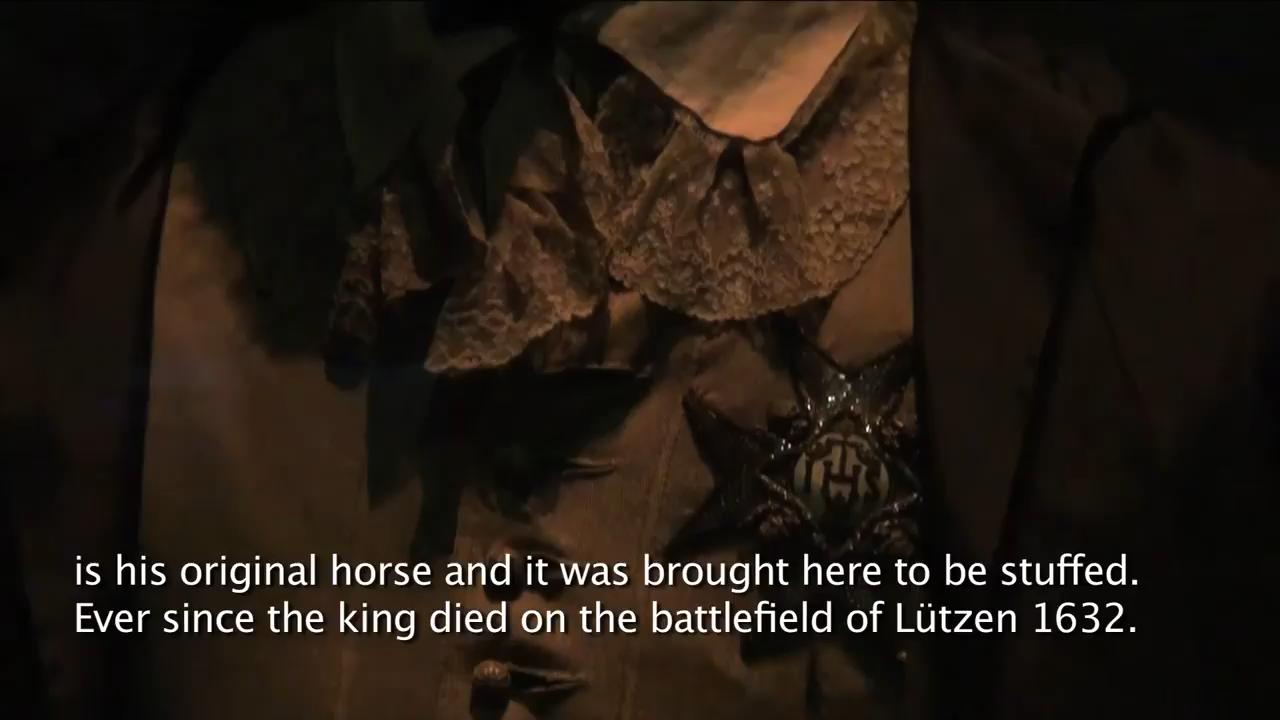 IHS
is his original horse and it was brought here to be stuffed.
Ever since the king died on the battlefield of Lützen 1632.